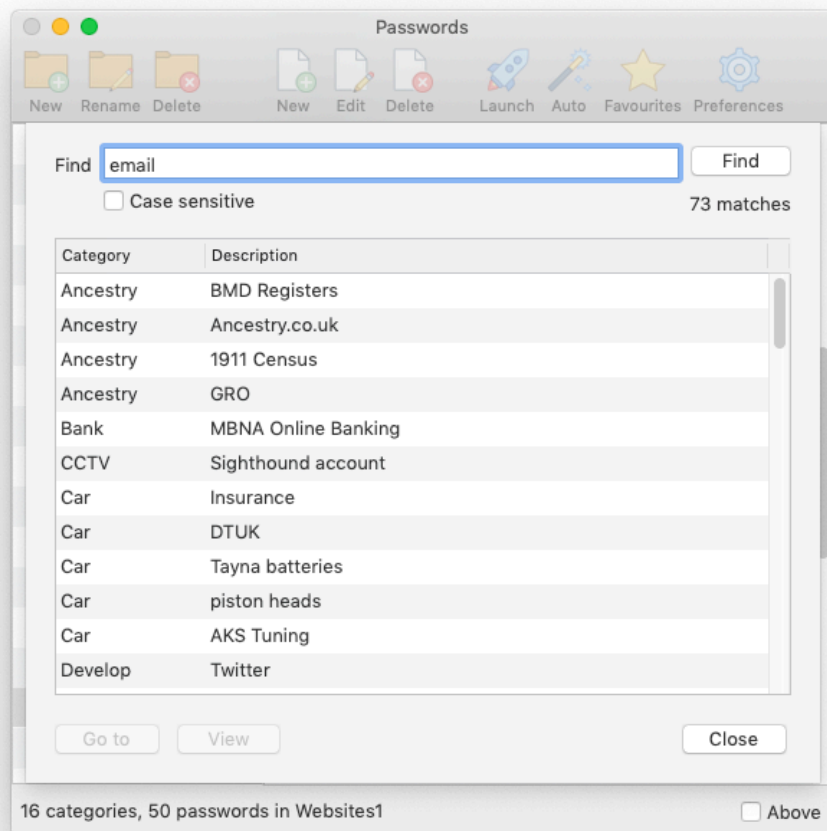 Passwords
New Rename Delete New Edit Delete Launch Auto Favourites Preferences
Find email Find
Case sensitive 73 matches
Category Description
Ancestry BMD Registers
Ancestry Ancestry.co.uk
Ancestry 1911 Census
Ancestry GRO
Bank MBNA Online Banking
CCTV Sighthound account
Car Insurance
Car DTUK
Car Tayna batteries
Car piston heads
Car AKS Tuning
Develop Twitter
Go to View Close
16 categories, 50 passwords in Websites1 Above